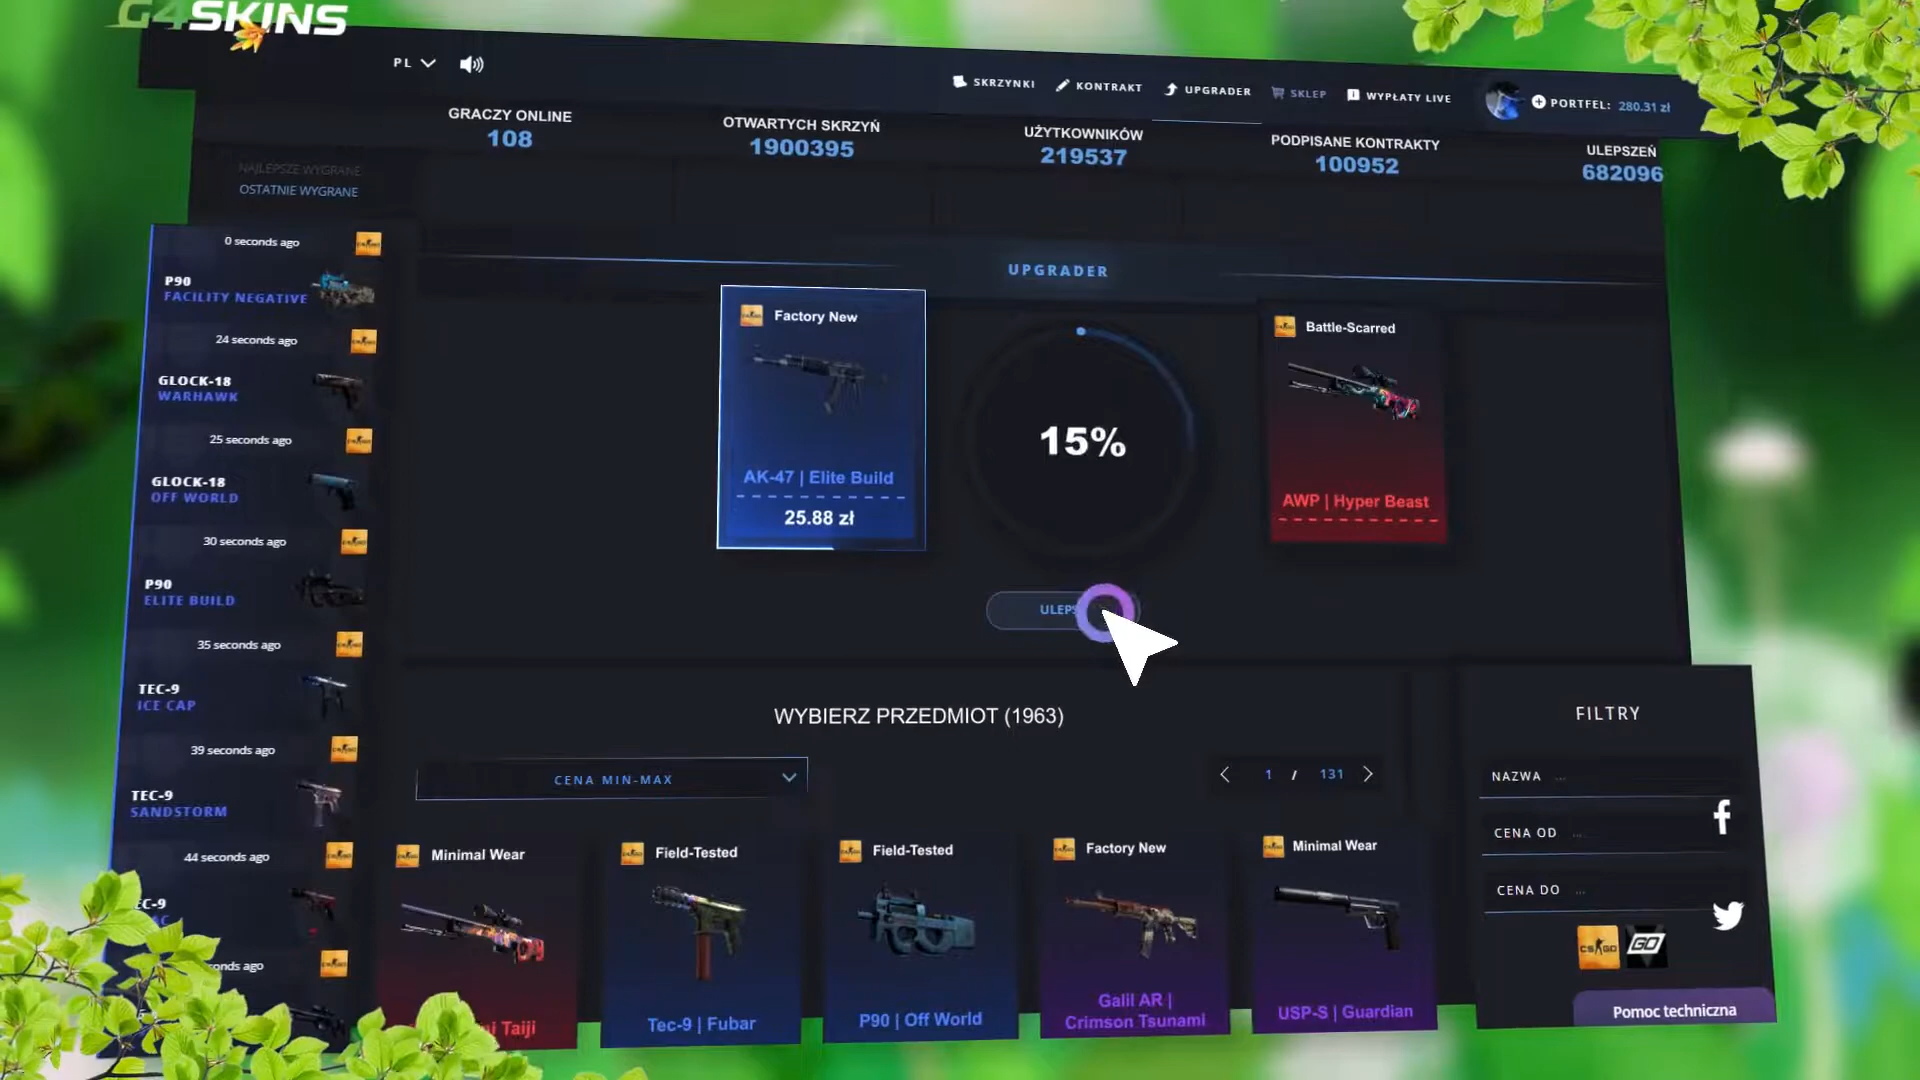 G4SKINS
PL
SKRZYNKI
KONTRAKT
UPGRADER
SKLEP
WYPŁATY LIVE
PORTFEL: 280.31 zł
GRACZY ONLINE
108
OTWARTYCH SKRZYŃ
1900395
UŻYTKOWNIKÓW
219537
PODPISANE KONTRAKTY
100952
ULEPSZEŃ
682096
NAJLEPSZE WYGRANE
OSTATNIE WYGRANE
0 seconds ago
P90
FACILITY NEGATIVE
24 seconds ago
GLOCK-18
WARHAWK
25 seconds ago
GLOCK-18
OFF WORLD
30 seconds ago
P90
ELITE BUILD
35 seconds ago
TEC-9
ICE CAP
39 seconds ago
TEC-9
SANDSTORM
44 seconds ago
UPGRADER
Factory New
AK-47 | Elite Build
25.88 zł
15%
Battle-Scarred
AWP | Hyper Beast
WYBIERZ PRZEDMIOT (1963)
CENA MIN-MAX
1 / 131
Minimal Wear
Taiji
Field-Tested
Tec-9 | Fubar
Field-Tested
P90 | Off World
Factory New
Galil AR |
Crimson Tsunami
Minimal Wear
USP-S | Guardian
FILTRY
NAZWA ...
CENA OD ...
CENA DO ...
CS GO
GO
Pomoc techniczna